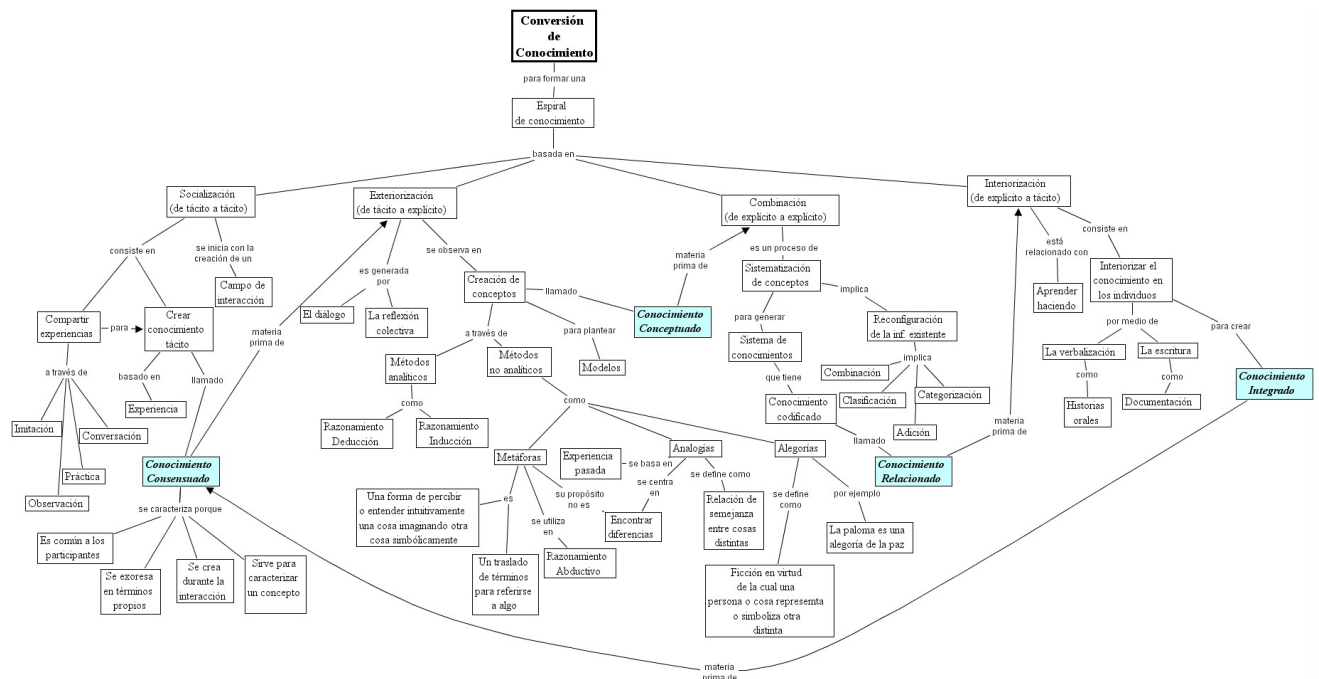 Conversión
de
Conocimiento
para formar una
Espiral
de conocimiento
basada en
Socialización
(de tácito a tácito)
consiste en
se inicia con la
creación de un
Campo de
interacción
Compartir
experiencias
para
Crear
conocimiento
tácito
a través de
Imitación
Conversación
Práctica
Observación
basado en
Experiencia
llamado
Conocimiento
Consensuado
se caracteriza porque
Es común a los
participantes
Se exoresa
en términos
propios
Se crea
durante la
interacción
Sirve para
caracterizar
un concepto
materia
prima de
Exteriorización
(de tácito a explícito)
es generada
por
El diálogo
La reflexión
colectiva
se observa en
Creación de
conceptos
llamado
Conocimiento
Conceptuado
a través de
para plantear
Modelos
Métodos
analíticos
Métodos
no analíticos
como
Razonamiento
Deducción
Razonamiento
Inducción
como
Metáforas
es
Una forma de percibir
o entender intuitivamente
una cosa imaginando otra
cosa simbólicamente
Un traslado
de términos
para referirse
a algo
se utiliza
en
Razonamiento
Abductivo
su propósito
no es
Encontrar
diferencias
Analogías
se basa en
Experiencia
pasada
se centra
en
se define como
Relación de
semejanza
entre cosas
distintas
Alegorías
se define
como
Ficción en virtud
de la cual una
persona o cosa representa
o simboliza otra
distinta
por ejemplo
La paloma es una
alegoría de la paz
materia
prima de
Combinación
(de explícito a explícito)
es un proceso de
Sistematización
de conceptos
para generar
Sistema de
conocimientos
que tiene
Conocimiento
codificado
llamado
Conocimiento
Relacionado
implica
Reconfiguración
de la inf. existente
implica
Combinación
Clasificación
Categorización
Adición
materia
prima de
Interiorización
(de explícito a tácito)
está
relacionado con
Aprender
haciendo
consiste en
Interiorizar el
conocimiento en
los individuos
por medio de
La verbalización
como
Historias
orales
La escritura
como
Documentación
para crear
Conocimiento
Integrado
materia
prima de